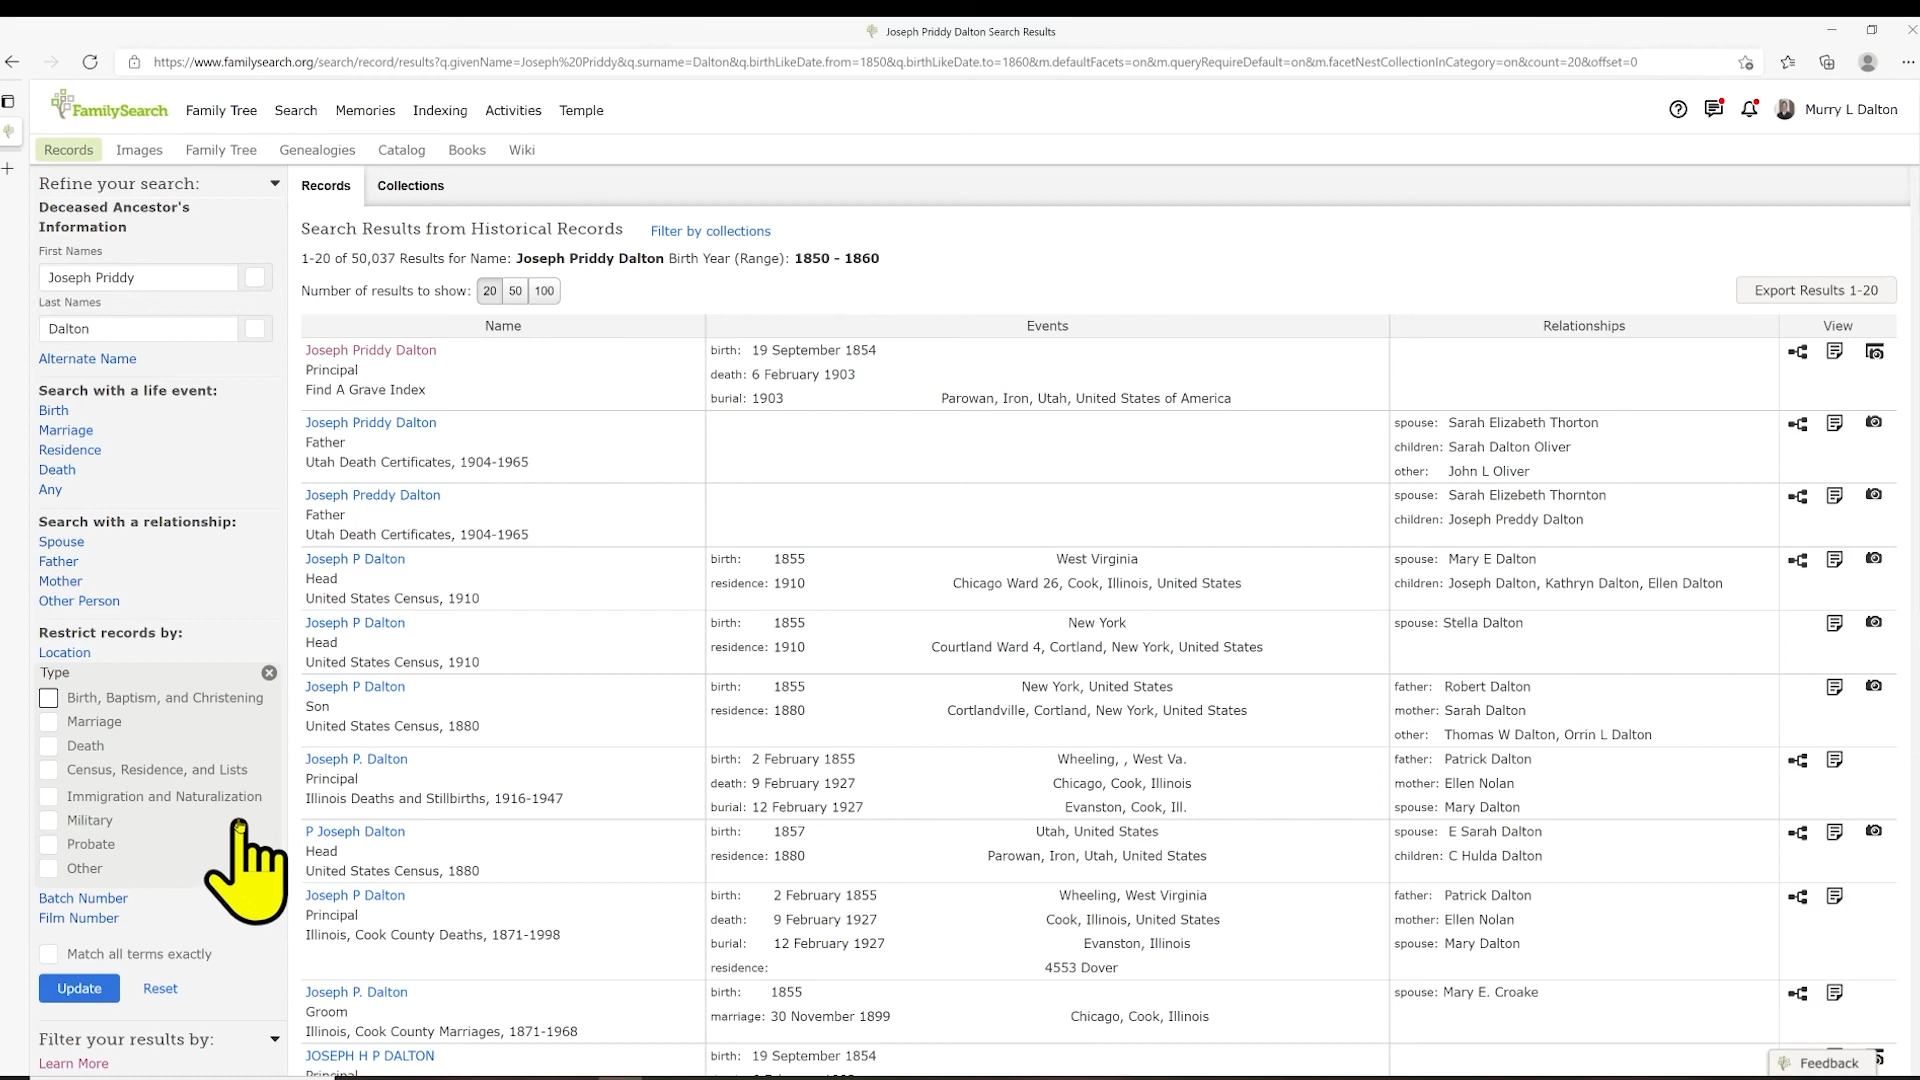 Joseph Priddy Dalton Search Results
https://www.familysearch.org/search/record/results?q.givenName=Joseph%20Priddy&q.surname=Dalton&q.birthLikeDate.from=1850&q.birthLikeDate.to=1860&m.defaultFacets=on&m.queryRequireDefault=on&m.facetNestCollectionInCategory=on&count=20&offset=0
FamilySearch Family Tree Search Memories Indexing Activities Temple Murry L Dalton
Records Images Family Tree Genealogies Catalog Books Wiki
Refine your search:
Deceased Ancestor's
Information
First Names
Joseph Priddy
Last Names
Dalton
Alternate Name
Search with a life event:
Birth
Marriage
Residence
Death
Any
Search with a relationship:
Spouse
Father
Mother
Other Person
Restrict records by:
Location
Type
Birth, Baptism, and Christening
Marriage
Death
Census, Residence, and Lists
Immigration and Naturalization
Military
Probate
Other
Batch Number
Film Number
Match all terms exactly
Update Reset
Filter your results by:
Learn More
Records Collections
Search Results from Historical Records Filter by collections
1-20 of 50,037 Results for Name: Joseph Priddy Dalton Birth Year (Range): 1850 - 1860
Number of results to show: 20 50 100 Export Results 1-20
Name Events Relationships View
Joseph Priddy Dalton
Principal
Find A Grave Index
birth: 19 September 1854
death: 6 February 1903
burial: 1903 Parowan, Iron, Utah, United States of America
Joseph Priddy Dalton
Father
Utah Death Certificates, 1904-1965
spouse: Sarah Elizabeth Thorton
children: Sarah Dalton Oliver
other: John L Oliver
Joseph Preddy Dalton
Father
Utah Death Certificates, 1904-1965
spouse: Sarah Elizebeth Thornton
children: Joseph Preddy Dalton
Joseph P Dalton
Head
United States Census, 1910
birth: 1855 West Virginia
residence: 1910 Chicago Ward 26, Cook, Illinois, United States
spouse: Mary E Dalton
children: Joseph Dalton, Kathryn Dalton, Ellen Dalton
Joseph P Dalton
Head
United States Census, 1910
birth: 1855 New York
residence: 1910 Courtland Ward 4, Cortland, New York, United States
spouse: Stella Dalton
Joseph P Dalton
Son
United States Census, 1880
birth: 1855 New York, United States
residence: 1880 Cortlandville, Cortland, New York, United States
father: Robert Dalton
mother: Sarah Dalton
other: Thomas W Dalton, Orrin L Dalton
Joseph P. Dalton
Principal
Illinois Deaths and Stillbirths, 1916-1947
birth: 2 February 1855 Wheeling, , West Va.
death: 9 February 1927 Chicago, Cook, Illinois
burial: 12 February 1927 Evanston, Cook, Ill.
father: Patrick Dalton
mother: Ellen Nolan
spouse: Mary Dalton
P Joseph Dalton
Head
United States Census, 1880
birth: 1857 Utah, United States
residence: 1880 Parowan, Iron, Utah, United States
spouse: E Sarah Dalton
children: C Hulda Dalton
Joseph P Dalton
Principal
Illinois, Cook County Deaths, 1871-1998
birth: 2 February 1855 Wheeling, West Virginia
death: 9 February 1927 Cook, Illinois, United States
burial: 12 February 1927 Evanston, Illinois
residence: 4553 Dover
father: Patrick Dalton
mother: Ellen Nolan
spouse: Mary Dalton
Joseph P. Dalton
Groom
Illinois, Cook County Marriages, 1871-1968
birth: 1855
marriage: 30 November 1899 Chicago, Cook, Illinois
spouse: Mary E. Croake
JOSEPH H P DALTON
Principal
birth: 19 September 1854
Feedback